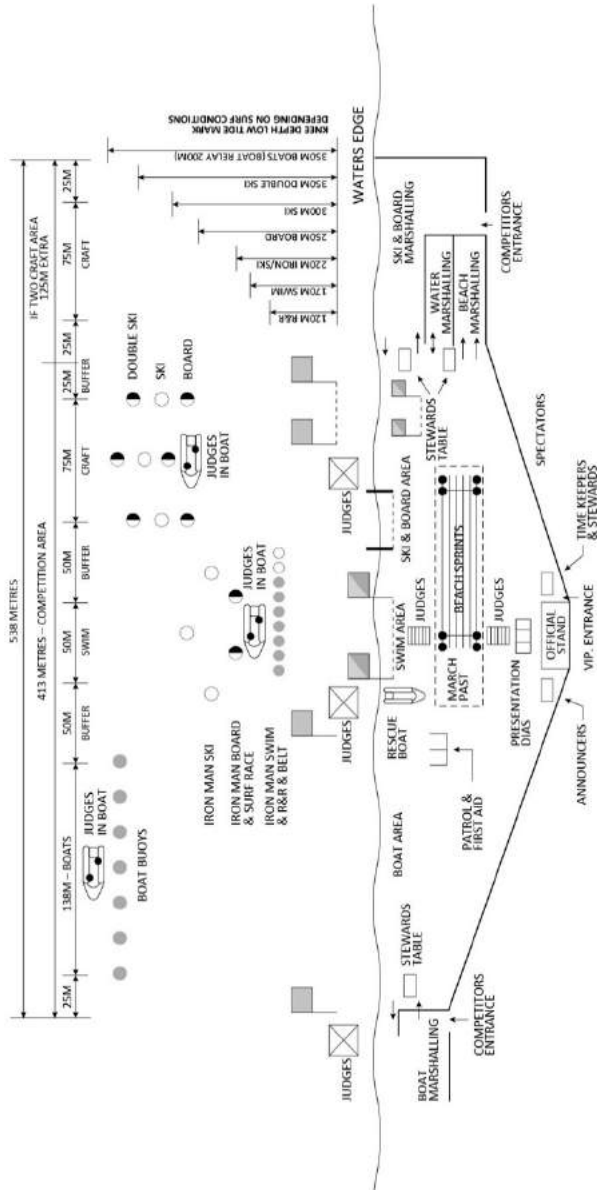 538 METRES
413 METRES – COMPETITION AREA
IF TWO CRAFT AREA
125M EXTRA
25M
138M – BOATS
50M
BUFFER
50M
SWIM
50M
BUFFER
75M
CRAFT
25M
BUFFER
25M
75M
CRAFT
25M
JUDGES
IN BOAT
BOAT BUOYS
DOUBLE SKI
SKI
BOARD
JUDGES
IN BOAT
IRON MAN SKI
IRON MAN BOARD
& SURF RACE
JUDGES
IN BOAT
IRON MAN SWIM
& R&R & BELT
120M R&R
170M SWIM
220M IRON/SKI
250M BOARD
300M SKI
350M DOUBLE SKI
350M BOATS (BOAT RELAY 200M)
KNEE DEPTH LOW TIDE MARK
DEPENDING ON SURF CONDITIONS
JUDGES
JUDGES
JUDGES
WATERS EDGE
BOAT AREA
SWIM AREA
SKI & BOARD AREA
SKI & BOARD
MARSHALLING
STEWARDS
TABLE
RESCUE
BOAT
JUDGES
STEWARDS
TABLE
WATER
MARSHALLING
BEACH
MARSHALLING
BOAT
MARSHALLING
MARCH
PAST
BEACH SPRINTS
COMPETITORS
ENTRANCE
PATROL &
FIRST AID
JUDGES
COMPETITORS
ENTRANCE
PRESENTATION
DIAS
SPECTATORS
OFFICIAL
STAND
ANNOUNCERS
VIP. ENTRANCE
TIME KEEPERS
& STEWARDS